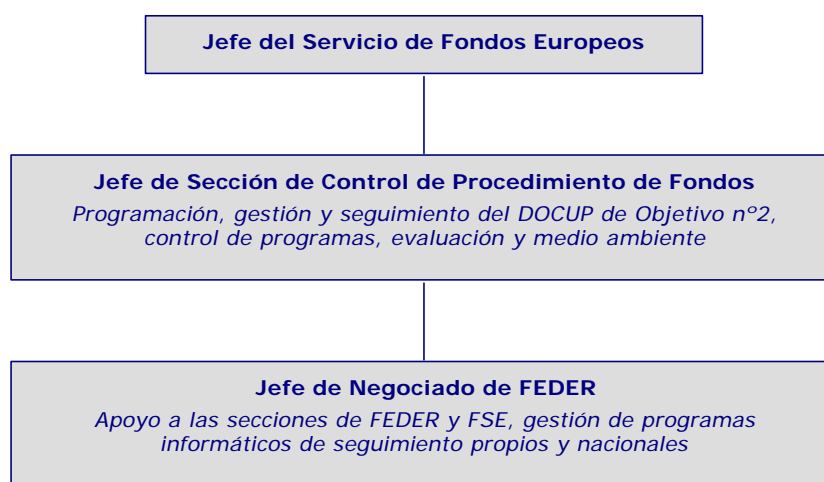 Jefe del Servicio de Fondos Europeos
Jefe de Sección de Control de Procedimiento de Fondos
Programación, gestión y seguimiento del DOCUP de Objetivo nº2,
control de programas, evaluación y medio ambiente
Jefe de Negociado de FEDER
Apoyo a las secciones de FEDER y FSE, gestión de programas
informáticos de seguimiento propios y nacionales